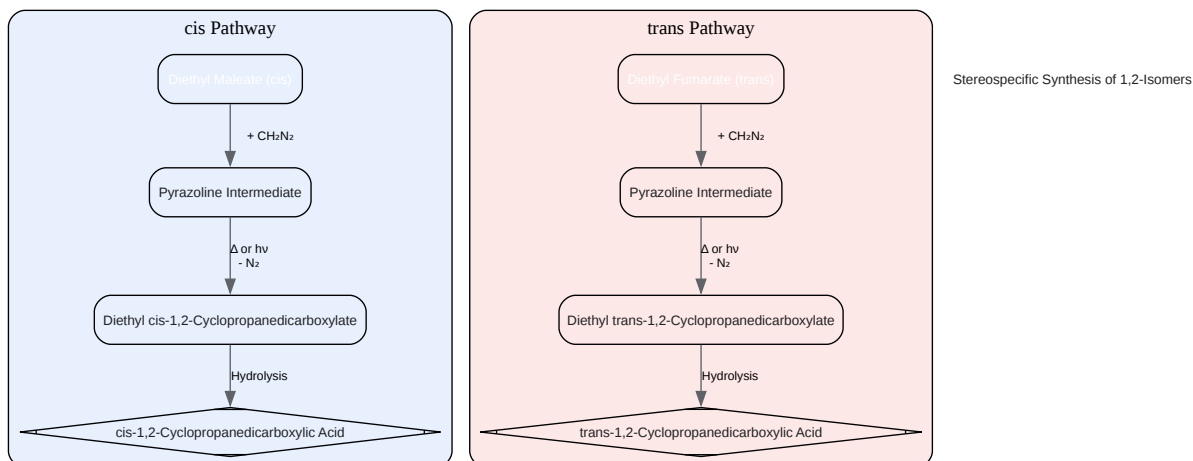 cis Pathway
Diethyl Maleate (cis)
+ CH₂N₂
Pyrazoline Intermediate
Δ or hν
- N₂
Diethyl cis-1,2-Cyclopropanedicarboxylate
Hydrolysis
cis-1,2-Cyclopropanedicarboxylic Acid
trans Pathway
Diethyl Fumarate (trans)
+ CH₂N₂
Pyrazoline Intermediate
Δ or hν
- N₂
Diethyl trans-1,2-Cyclopropanedicarboxylate
Hydrolysis
trans-1,2-Cyclopropanedicarboxylic Acid
Stereospecific Synthesis of 1,2-Isomers